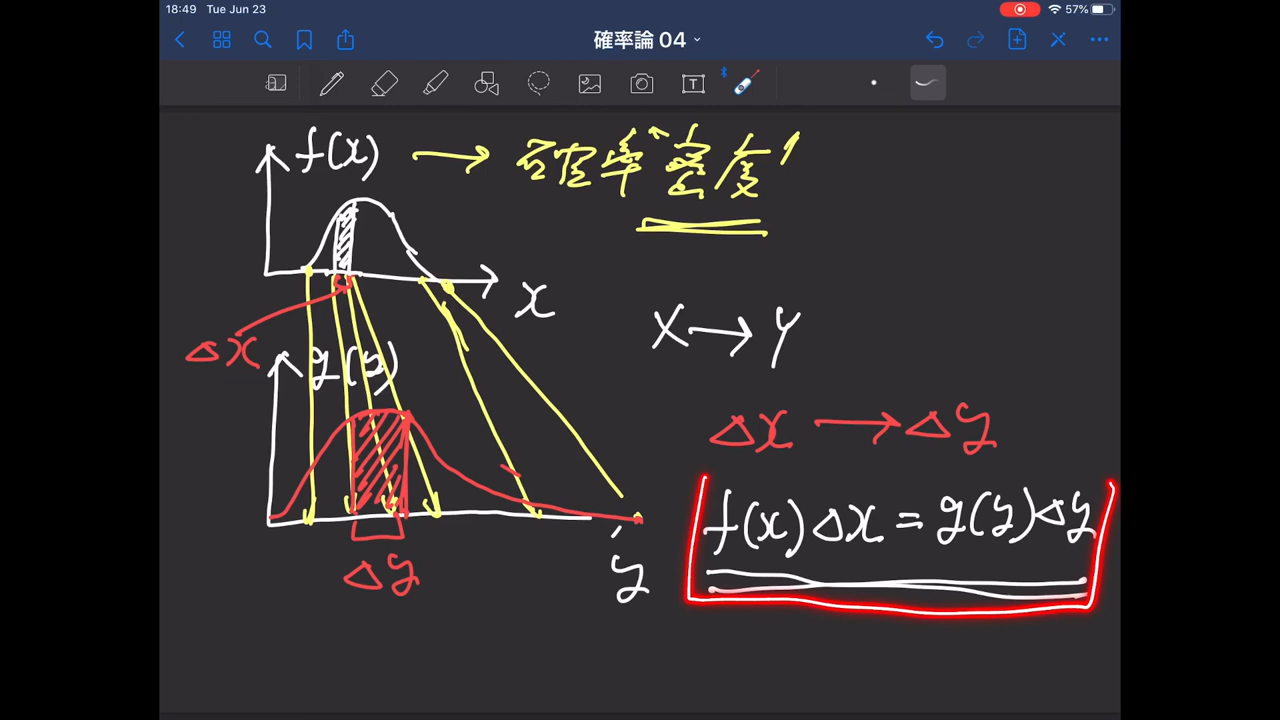 18:49 Tue Jun 23
57%
確率論 04
T
f(x) → 確率"密度"
x
X → Y
Δx
g(y)
Δx → Δy
f(x)Δx = g(y)Δy
Δy
y